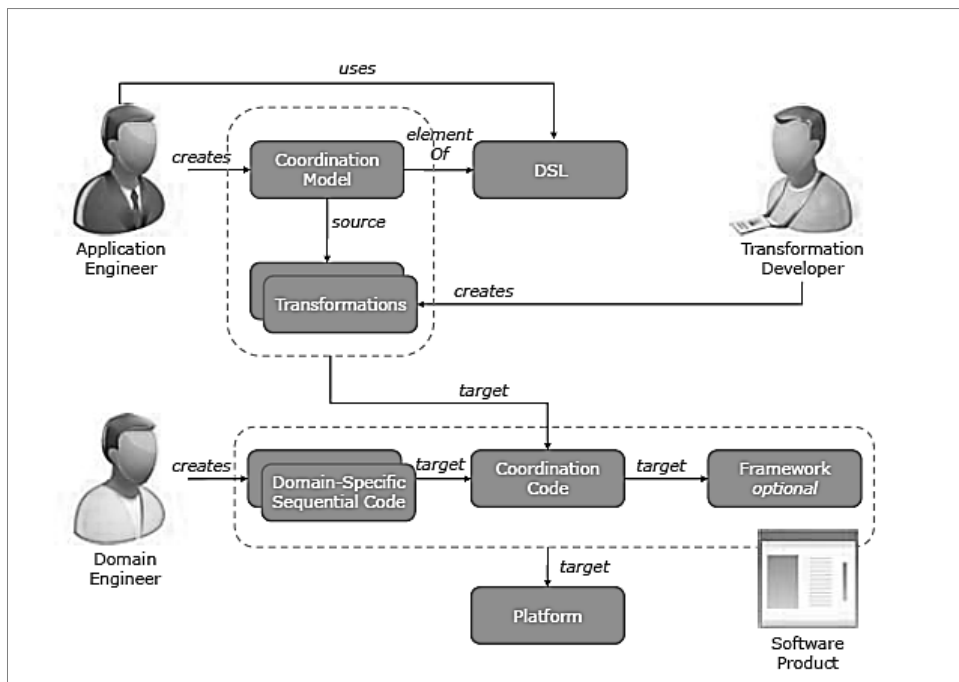 uses
creates
Coordination
Model
element
Of
DSL
source
Application
Engineer
Transformation
Developer
Transformations
creates
target
creates
Domain-Specific
Sequential Code
target
Coordination
Code
target
Framework
optional
Domain
Engineer
target
Platform
Software
Product